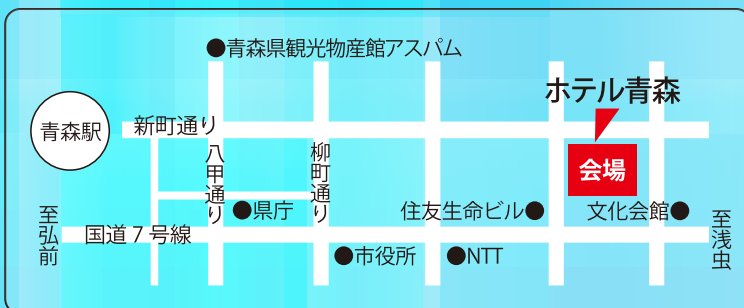 ●青森県観光物産館アスパム
ホテル青森
青森駅
新町通り
八甲通り
柳町通り
会場
●県庁
住友生命ビル●
文化会館●
至弘前
国道7号線
至浅虫
●市役所
●NTT